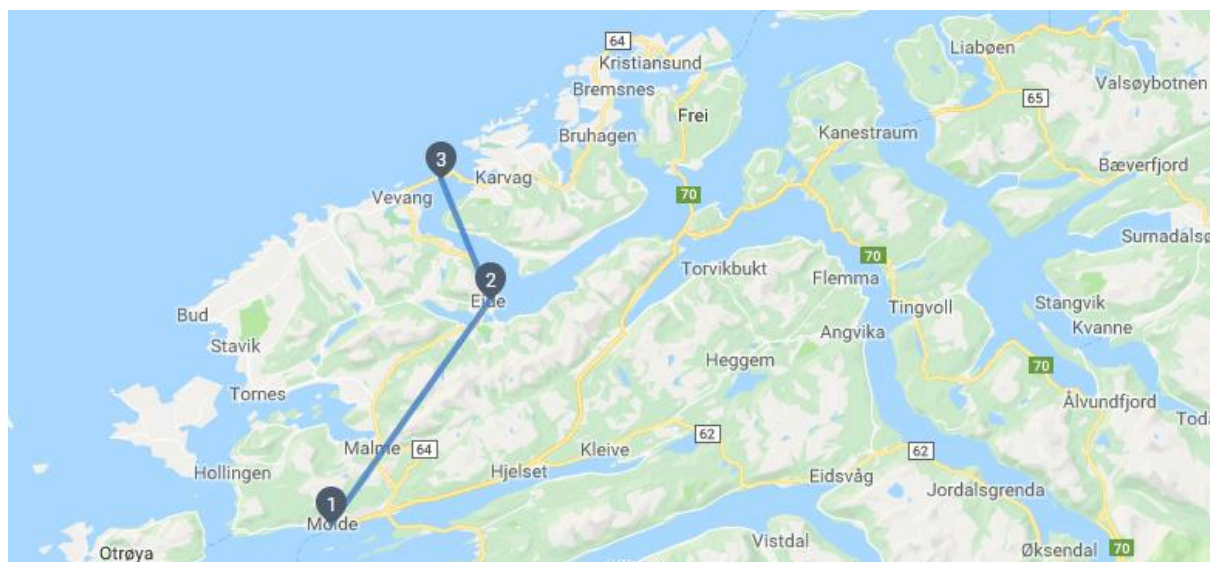 64
Kristiansund
Liabøen
Bremsnes
Valsøybotnen
65
Frei
Bruhagen
Kanestraum
3
Karvag
Bæverfjord
Vevang
70
Surnadalsø
70
Torvikbukt
Flemma
2
Eide
Tingvoll
Stangvik
Bud
Kvanne
Angvika
Stavik
Heggem
70
Tornes
Ålvundfjord
Toda
62
Malme
64
Kleive
62
Hjelset
Hollingen
Eidsvåg
Jordalsgrenda
1
Molde
Vistdal
Otrøya
Øksendal
70